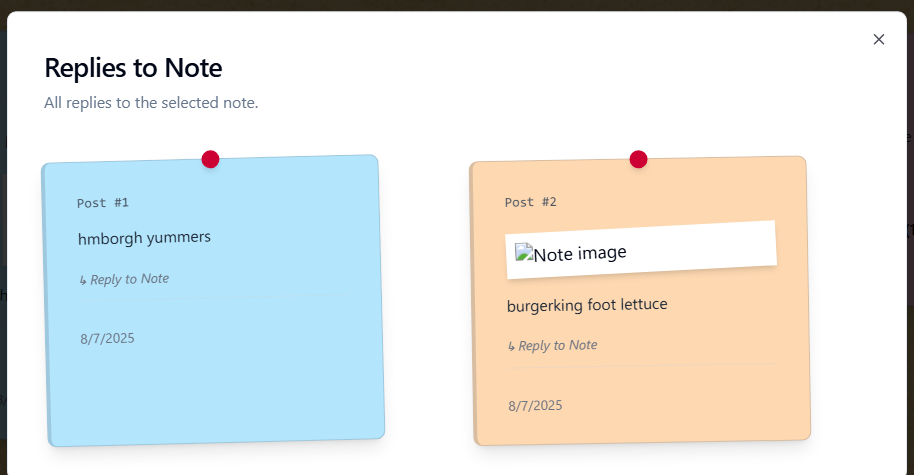 Replies to Note
All replies to the selected note.
Post #1
hmborgh yummers
↳ Reply to Note
8/7/2025
Post #2
Note image
burgerking foot lettuce
↳ Reply to Note
8/7/2025